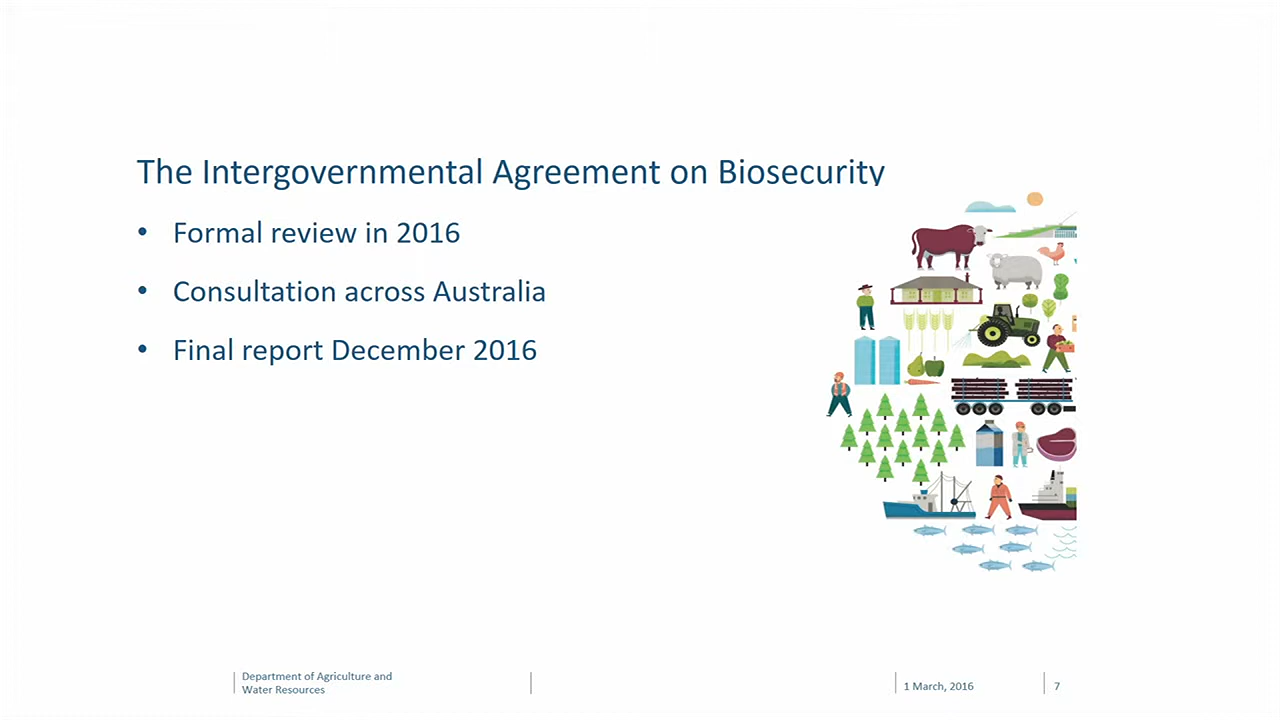 The Intergovernmental Agreement on Biosecurity
• Formal review in 2016
• Consultation across Australia
• Final report December 2016
Department of Agriculture and
Water Resources
1 March, 2016
7